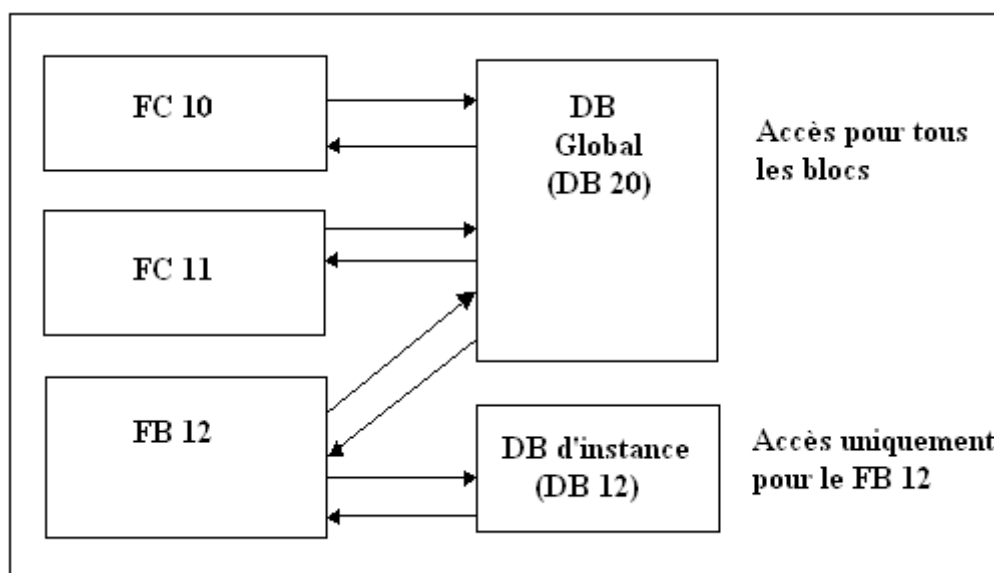 FC 10
DB
Global
(DB 20)
Accès pour tous
les blocs
FC 11
FB 12
DB d'instance
(DB 12)
Accès uniquement
pour le FB 12